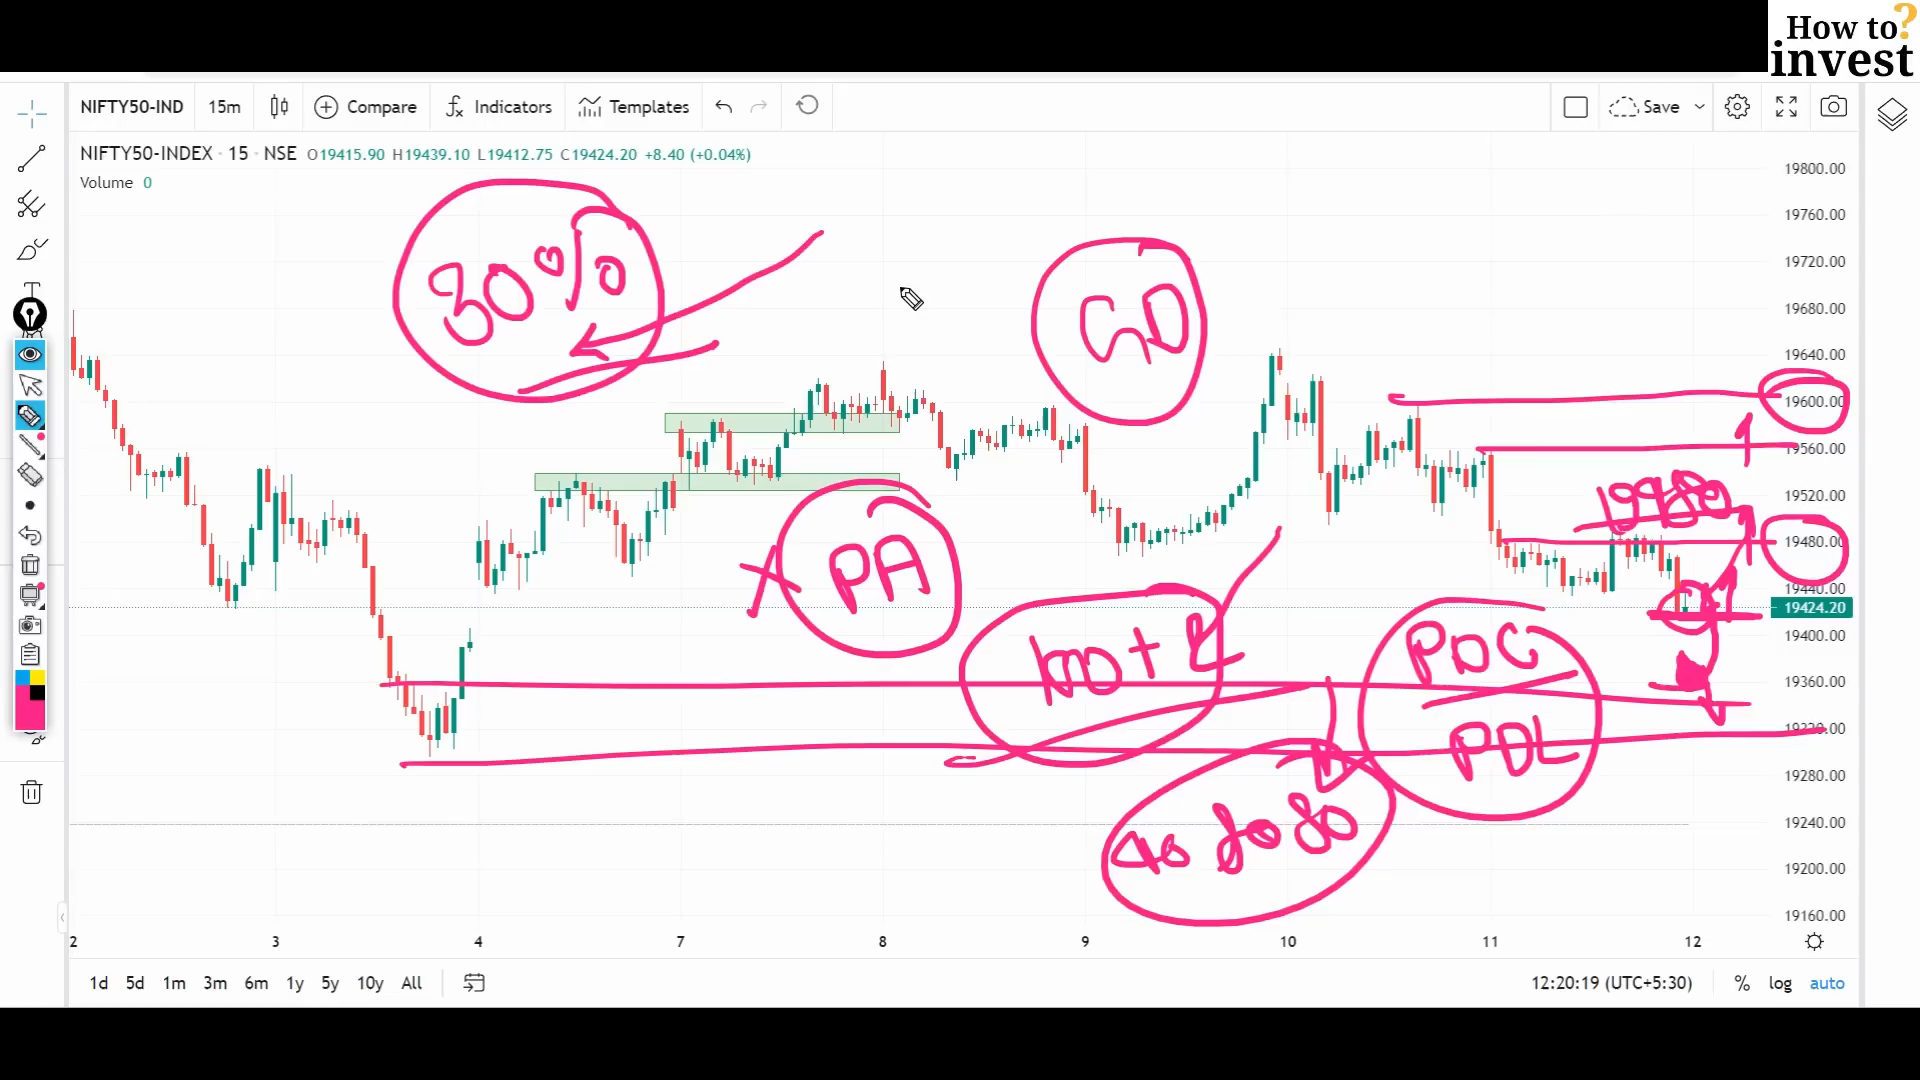 How to?
invest
NIFTY50-IND 15m Compare Indicators Templates Save
NIFTY50-INDEX · 15 · NSE O19415.90 H19439.10 L19412.75 C19424.20 +8.40 (+0.04%)
Volume 0
T
19800.00
19760.00
19720.00
19680.00
19640.00
19600.00
19560.00
19520.00
19480.00
19440.00
19424.20
19400.00
19360.00
19320.00
19280.00
19240.00
19200.00
19160.00
30%
GD
PA
PDC
PDL
2 3 4 7 8 9 10 11 12
1d 5d 1m 3m 6m 1y 5y 10y All
12:20:19 (UTC+5:30) % log auto